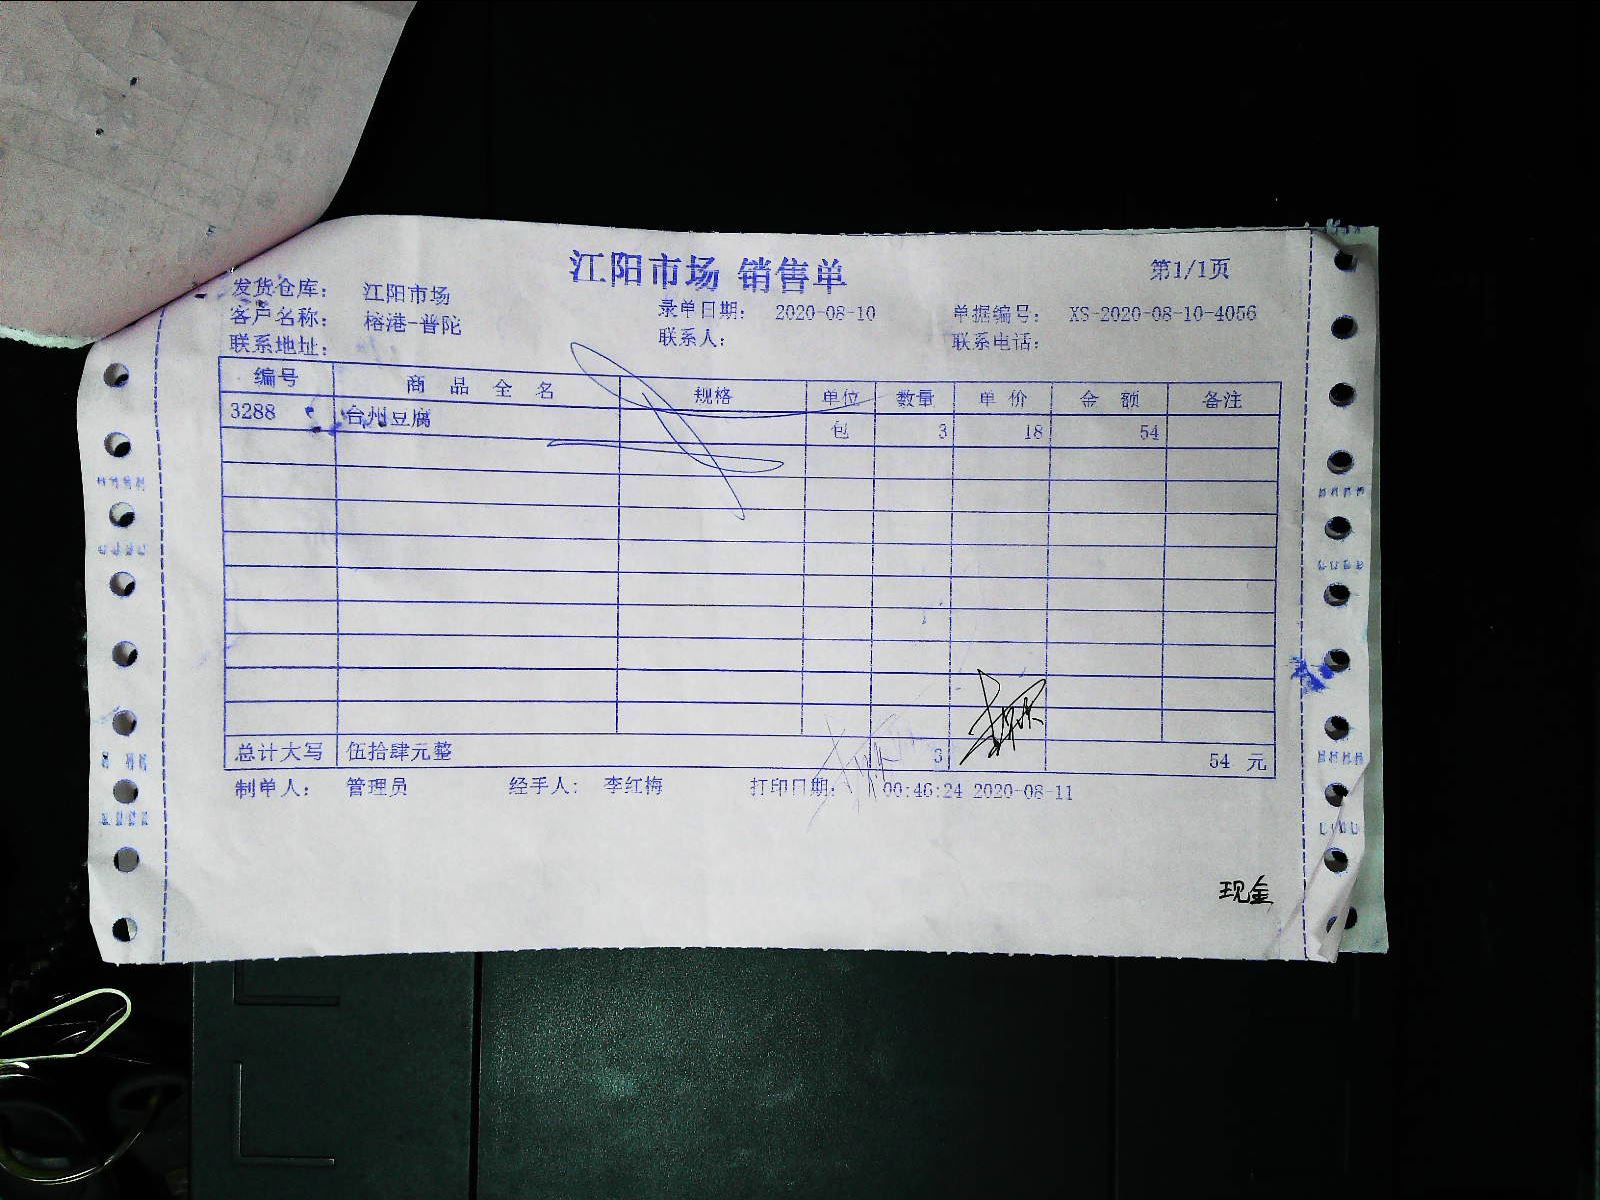 江阳市场 销售单
第1/1页
发货仓库： 江阳市场
录单日期： 2020-08-10
单据编号： XS-2020-08-10-4056
客户名称： 榕港-普陀
联系人：
联系电话：
联系地址：
编号 商品全名 规格 单位 数量 单价 金额 备注
3288 台州豆腐 包 3 18 54
总计大写 伍拾肆元整 3 54 元
制单人： 管理员 经手人： 李红梅 打印日期： 00:46:24 2020-08-11
现金